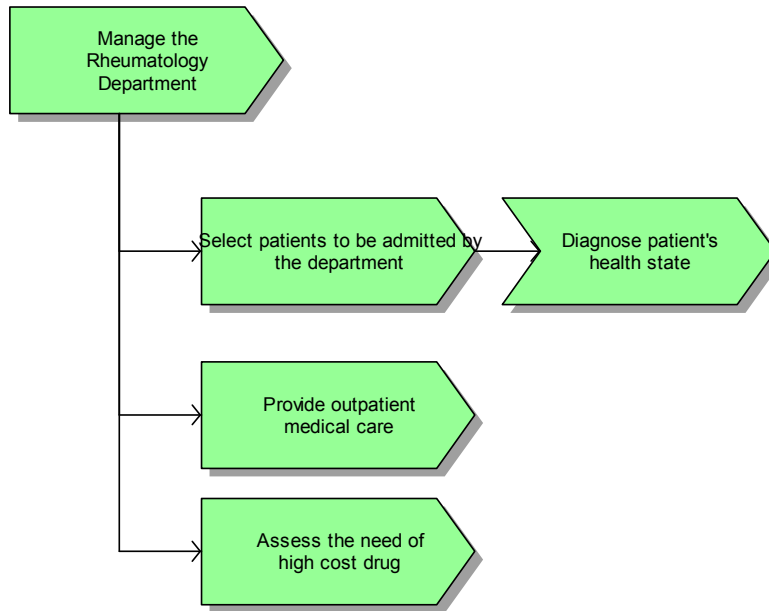 Manage the
Rheumatology
Department
Select patients to be admitted by
the department
Diagnose patient's
health state
Provide outpatient
medical care
Assess the need of
high cost drug